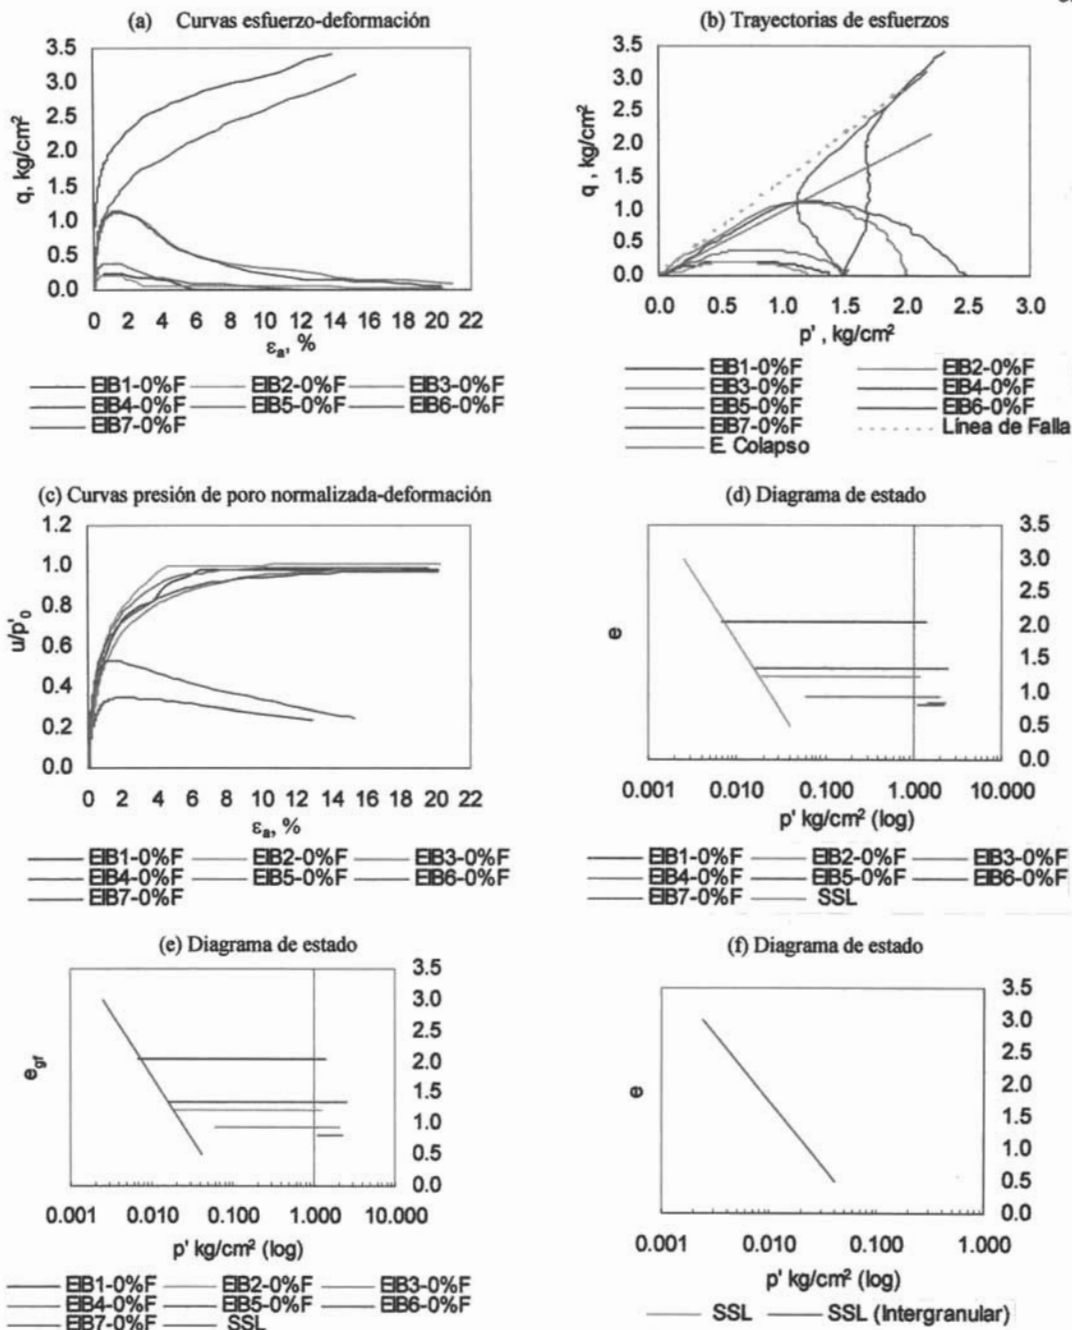 (a) Curvas esfuerzo-deformación
3.5
3.0
2.5
2.0
1.5
1.0
0.5
0.0
q, kg/cm²
0 2 4 6 8 10 12 14 16 18 20 22
εₐ, %
EIB1-0%F EIB2-0%F EIB3-0%F
EIB4-0%F EIB5-0%F EIB6-0%F
EIB7-0%F
(b) Trayectorias de esfuerzos
3.5
3.0
2.5
2.0
1.5
1.0
0.5
0.0
q, kg/cm²
0.0 0.5 1.0 1.5 2.0 2.5 3.0
p' , kg/cm²
EIB1-0%F EIB2-0%F
EIB3-0%F EIB4-0%F
EIB5-0%F EIB6-0%F
EIB7-0%F Línea de Falla
E. Colapso
(c) Curvas presión de poro normalizada-deformación
1.2
1.0
0.8
0.6
0.4
0.2
0.0
u/p'₀
0 2 4 6 8 10 12 14 16 18 20 22
εₐ, %
EIB1-0%F EIB2-0%F EIB3-0%F
EIB4-0%F EIB5-0%F EIB6-0%F
EIB7-0%F
(d) Diagrama de estado
3.5
3.0
2.5
2.0
1.5
1.0
0.5
0.0
e
0.001 0.010 0.100 1.000 10.000
p' kg/cm² (log)
EIB1-0%F EIB2-0%F EIB3-0%F
EIB4-0%F EIB5-0%F EIB6-0%F
EIB7-0%F SSL
(e) Diagrama de estado
3.5
3.0
2.5
2.0
1.5
1.0
0.5
0.0
e_gf
0.001 0.010 0.100 1.000 10.000
p' kg/cm² (log)
EIB1-0%F EIB2-0%F EIB3-0%F
EIB4-0%F EIB5-0%F EIB6-0%F
EIB7-0%F SSL
(f) Diagrama de estado
3.5
3.0
2.5
2.0
1.5
1.0
0.5
0.0
e
0.001 0.010 0.100 1.000
p' kg/cm² (log)
SSL SSL (Intergranular)